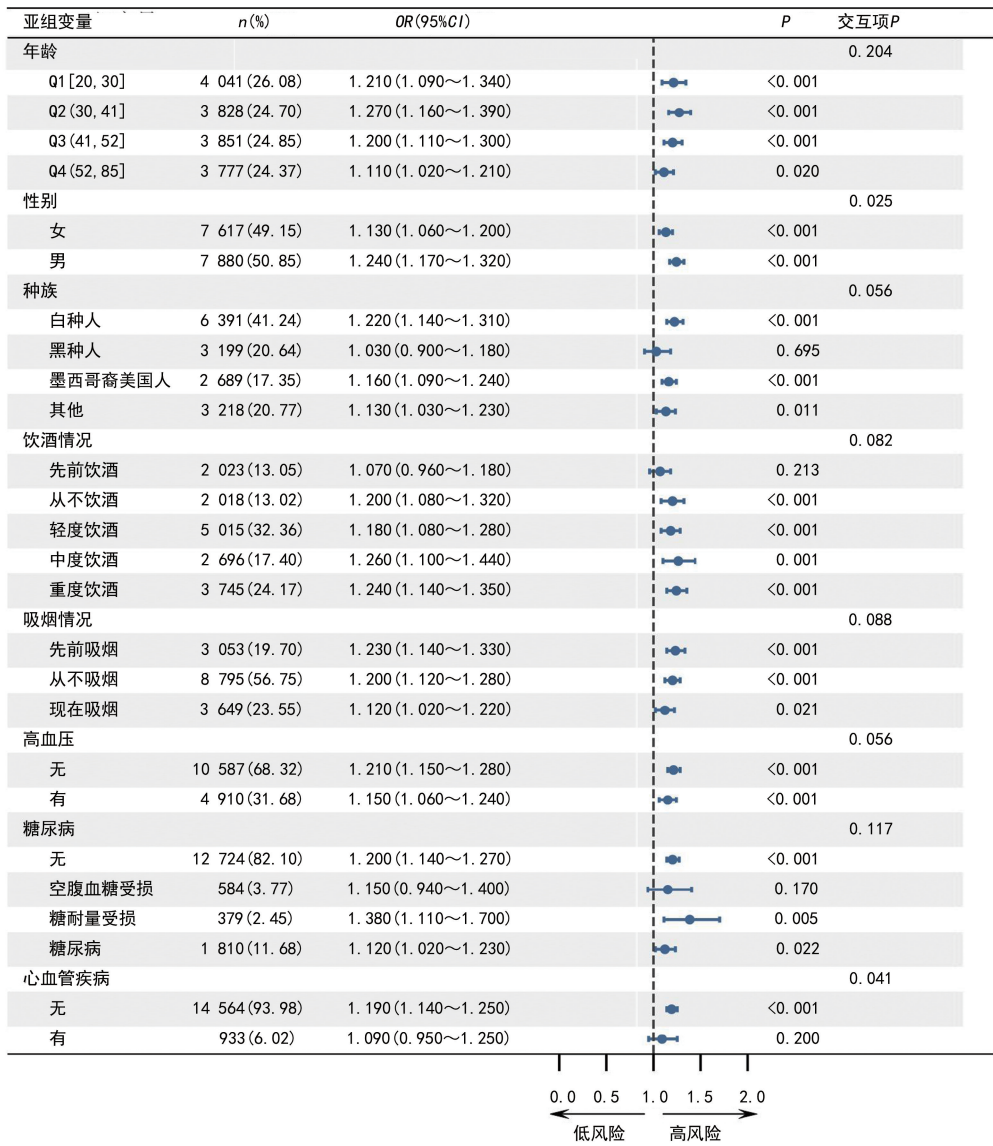 亚组变量 n(%) OR(95%CI) P 交互项P
年龄 0.204
Q1[20,30] 4 041(26.08) 1.210(1.090～1.340) <0.001
Q2(30,41] 3 828(24.70) 1.270(1.160～1.390) <0.001
Q3(41,52] 3 851(24.85) 1.200(1.110～1.300) <0.001
Q4(52,85] 3 777(24.37) 1.110(1.020～1.210) 0.020
性别 0.025
女 7 617(49.15) 1.130(1.060～1.200) <0.001
男 7 880(50.85) 1.240(1.170～1.320) <0.001
种族 0.056
白种人 6 391(41.24) 1.220(1.140～1.310) <0.001
黑种人 3 199(20.64) 1.030(0.900～1.180) 0.695
墨西哥裔美国人 2 689(17.35) 1.160(1.090～1.240) <0.001
其他 3 218(20.77) 1.130(1.030～1.230) 0.011
饮酒情况 0.082
先前饮酒 2 023(13.05) 1.070(0.960～1.180) 0.213
从不饮酒 2 018(13.02) 1.200(1.080～1.320) <0.001
轻度饮酒 5 015(32.36) 1.180(1.080～1.280) <0.001
中度饮酒 2 696(17.40) 1.260(1.100～1.440) 0.001
重度饮酒 3 745(24.17) 1.240(1.140～1.350) <0.001
吸烟情况 0.088
先前吸烟 3 053(19.70) 1.230(1.140～1.330) <0.001
从不吸烟 8 795(56.75) 1.200(1.120～1.280) <0.001
现在吸烟 3 649(23.55) 1.120(1.020～1.220) 0.021
高血压 0.056
无 10 587(68.32) 1.210(1.150～1.280) <0.001
有 4 910(31.68) 1.150(1.060～1.240) <0.001
糖尿病 0.117
无 12 724(82.10) 1.200(1.140～1.270) <0.001
空腹血糖受损 584(3.77) 1.150(0.940～1.400) 0.170
糖耐量受损 379(2.45) 1.380(1.110～1.700) 0.005
糖尿病 1 810(11.68) 1.120(1.020～1.230) 0.022
心血管疾病 0.041
无 14 564(93.98) 1.190(1.140～1.250) <0.001
有 933(6.02) 1.090(0.950～1.250) 0.200
0.0 0.5 1.0 1.5 2.0
低风险 高风险